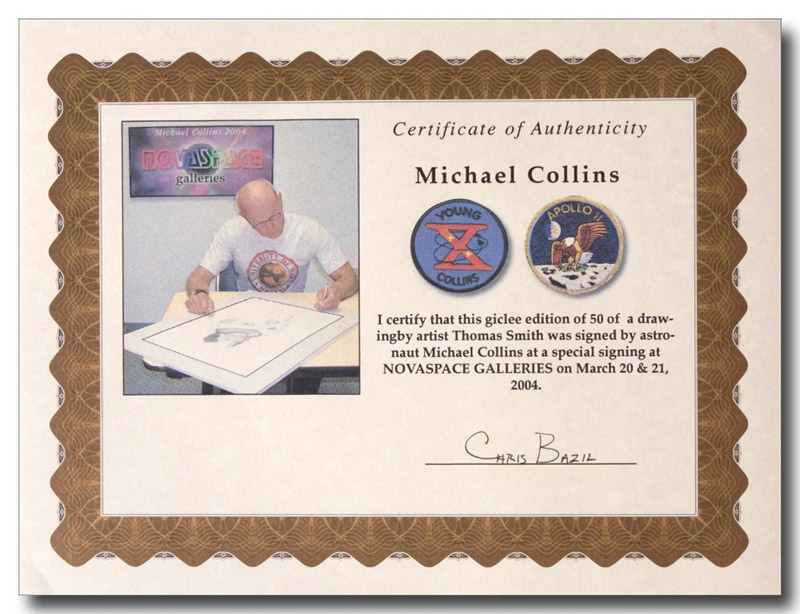 Michael Collins 2004
NOVASPACE
galleries
Certificate of Authenticity
Michael Collins
YOUNG
X
COLLINS
APOLLO 11
I certify that this giclee edition of 50 of a draw-
ingby artist Thomas Smith was signed by astro-
naut Michael Collins at a special signing at
NOVASPACE GALLERIES on March 20 & 21,
2004.
Chris Bazil